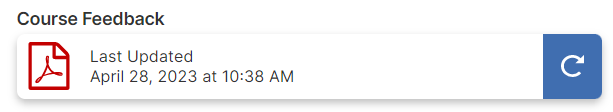 Course Feedback
Last Updated
April 28, 2023 at 10:38 AM